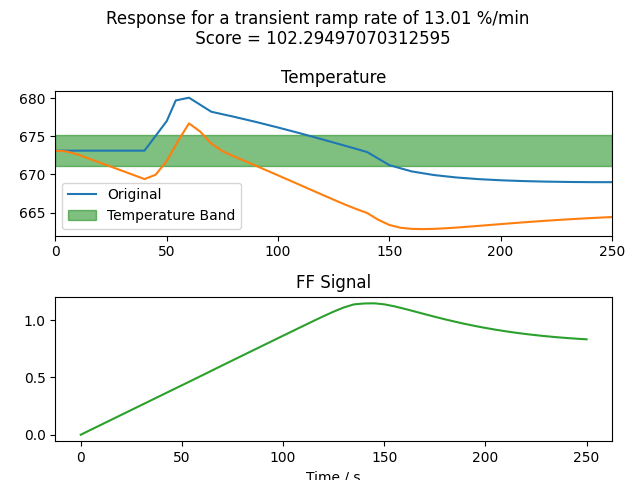 Response for a transient ramp rate of 13.01 %/min
Score = 102.29497070312595
Temperature
680
675
670
665
Original
Temperature Band
0 50 100 150 200 250
FF Signal
1.0
0.5
0.0
0 50 100 150 200 250
Time / s